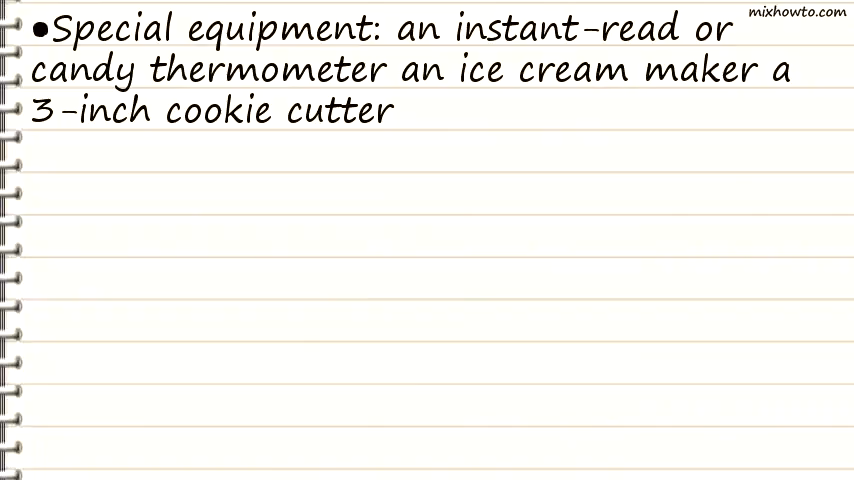 mixhowto.com
•Special equipment: an instant-read or
candy thermometer an ice cream maker a
3-inch cookie cutter